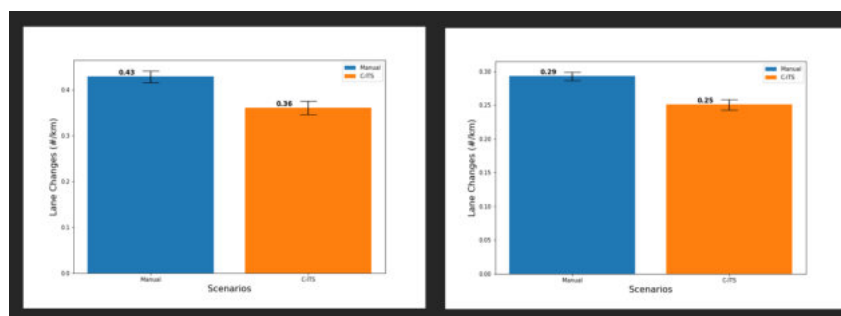 0.43
Manual
C-ITS
0.4
0.36
0.3
0.2
0.1
0.0
Lane Changes (#/km)
Manual
C-ITS
Scenarios
0.30
0.29
Manual
C-ITS
0.25
0.25
0.20
0.15
0.10
0.05
0.00
Lane Changes (#/km)
Manual
C-ITS
Scenarios